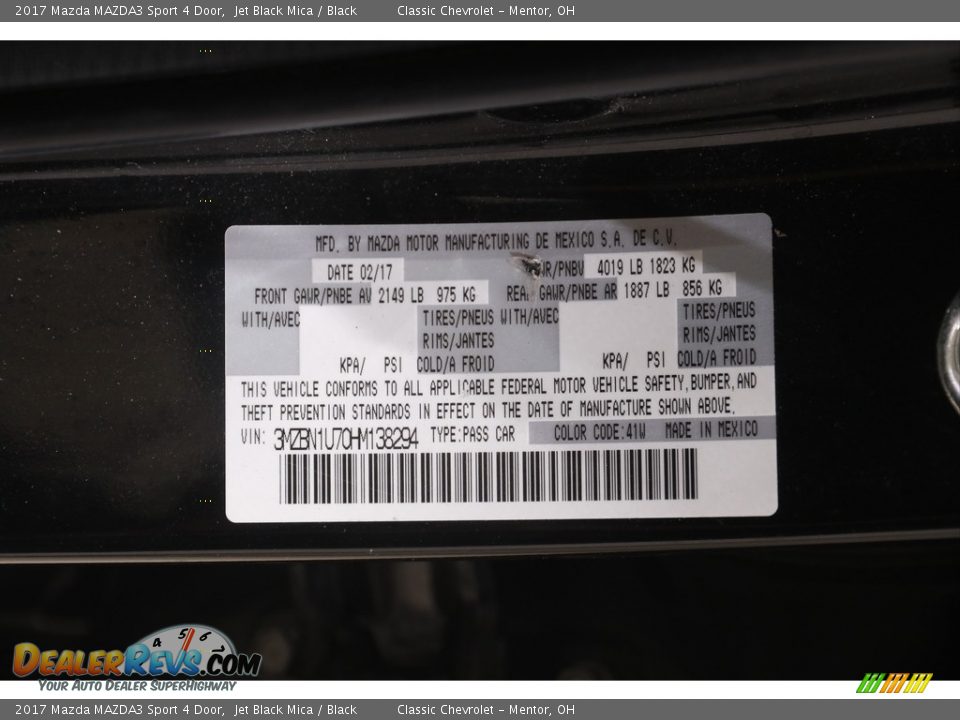 2017 Mazda MAZDA3 Sport 4 Door, Jet Black Mica / Black Classic Chevrolet - Mentor, OH
MFD. BY MAZDA MOTOR MANUFACTURING DE MEXICO S.A. DE C.V.
DATE 02/17 /PNBV 4019 LB 1823 KG
FRONT GAWR/PNBE AV 2149 LB 975 KG REAR GAWR/PNBE AR 1887 LB 856 KG
WITH/AVEC TIRES/PNEUS WITH/AVEC TIRES/PNEUS
RIMS/JANTES RIMS/JANTES
KPA/ PSI COLD/A FROID KPA/ PSI COLD/A FROID
THIS VEHICLE CONFORMS TO ALL APPLICABLE FEDERAL MOTOR VEHICLE SAFETY,BUMPER,AND
THEFT PREVENTION STANDARDS IN EFFECT ON THE DATE OF MANUFACTURE SHOWN ABOVE.
VIN: 3MZBN1U70HM138294 TYPE:PASS CAR COLOR CODE:41W MADE IN MEXICO
4 5 6
DEALERREVS.COM
YOUR AUTO DEALER SUPERHIGHWAY
2017 Mazda MAZDA3 Sport 4 Door, Jet Black Mica / Black Classic Chevrolet - Mentor, OH